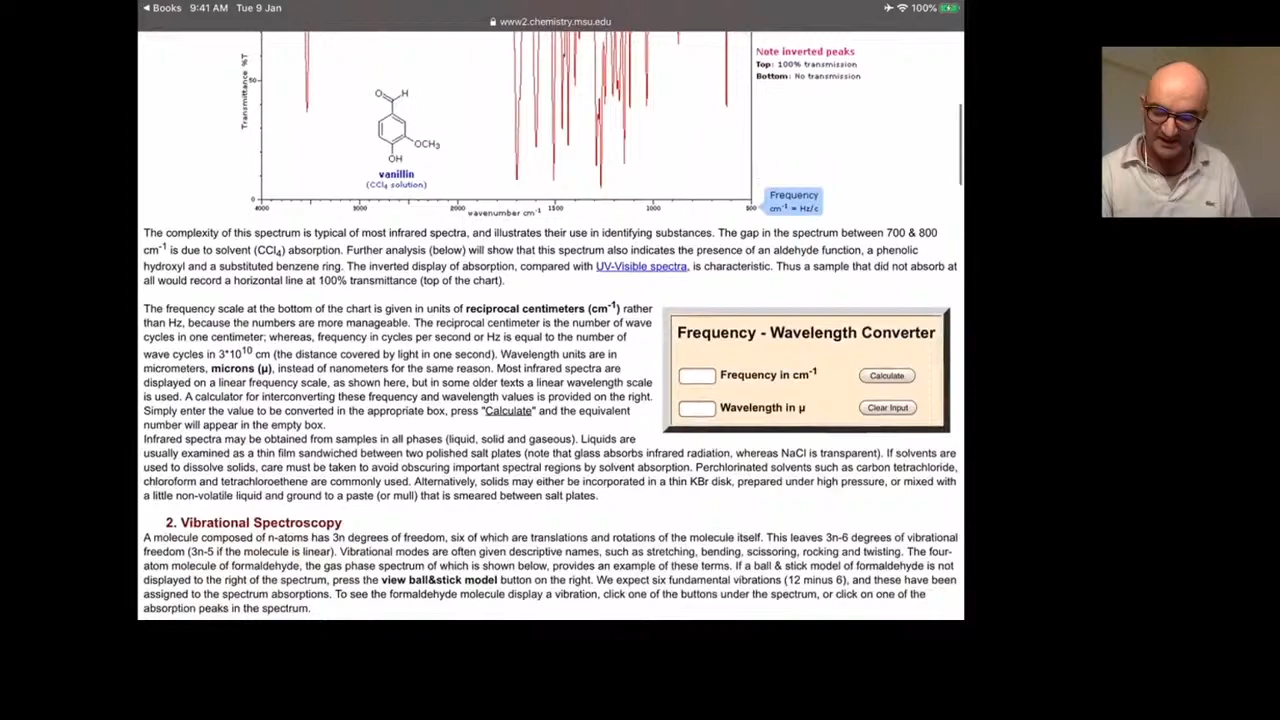 Books 9:41 AM Tue 9 Jan 100%
www2.chemistry.msu.edu
Note inverted peaks
Top: 100% transmission
Bottom: No transmission
Transmittance %T
50
O H
OCH3
OH
vanillin
(CCl4 solution)
0
4000 3000 2000 1500 1000 500
wavenumber cm-1
Frequency
cm-1 = Hz/c
The complexity of this spectrum is typical of most infrared spectra, and illustrates their use in identifying substances. The gap in the spectrum between 700 & 800
cm-1 is due to solvent (CCl4) absorption. Further analysis (below) will show that this spectrum also indicates the presence of an aldehyde function, a phenolic
hydroxyl and a substituted benzene ring. The inverted display of absorption, compared with UV-Visible spectra, is characteristic. Thus a sample that did not absorb at
all would record a horizontal line at 100% transmittance (top of the chart).
The frequency scale at the bottom of the chart is given in units of reciprocal centimeters (cm-1) rather
than Hz, because the numbers are more manageable. The reciprocal centimeter is the number of wave
cycles in one centimeter; whereas, frequency in cycles per second or Hz is equal to the number of
wave cycles in 3*10^10 cm (the distance covered by light in one second). Wavelength units are in
micrometers, microns (μ), instead of nanometers for the same reason. Most infrared spectra are
displayed on a linear frequency scale, as shown here, but in some older texts a linear wavelength scale
is used. A calculator for interconverting these frequency and wavelength values is provided on the right.
Simply enter the value to be converted in the appropriate box, press "Calculate" and the equivalent
number will appear in the empty box.
Frequency - Wavelength Converter
Frequency in cm-1 Calculate
Wavelength in μ Clear Input
Infrared spectra may be obtained from samples in all phases (liquid, solid and gaseous). Liquids are
usually examined as a thin film sandwiched between two polished salt plates (note that glass absorbs infrared radiation, whereas NaCl is transparent). If solvents are
used to dissolve solids, care must be taken to avoid obscuring important spectral regions by solvent absorption. Perchlorinated solvents such as carbon tetrachloride,
chloroform and tetrachloroethene are commonly used. Alternatively, solids may either be incorporated in a thin KBr disk, prepared under high pressure, or mixed with
a little non-volatile liquid and ground to a paste (or mull) that is smeared between salt plates.
2. Vibrational Spectroscopy
A molecule composed of n-atoms has 3n degrees of freedom, six of which are translations and rotations of the molecule itself. This leaves 3n-6 degrees of vibrational
freedom (3n-5 if the molecule is linear). Vibrational modes are often given descriptive names, such as stretching, bending, scissoring, rocking and twisting. The four-
atom molecule of formaldehyde, the gas phase spectrum of which is shown below, provides an example of these terms. If a ball & stick model of formaldehyde is not
displayed to the right of the spectrum, press the view ball&stick model button on the right. We expect six fundamental vibrations (12 minus 6), and these have been
assigned to the spectrum absorptions. To see the formaldehyde molecule display a vibration, click one of the buttons under the spectrum, or click on one of the
absorption peaks in the spectrum.